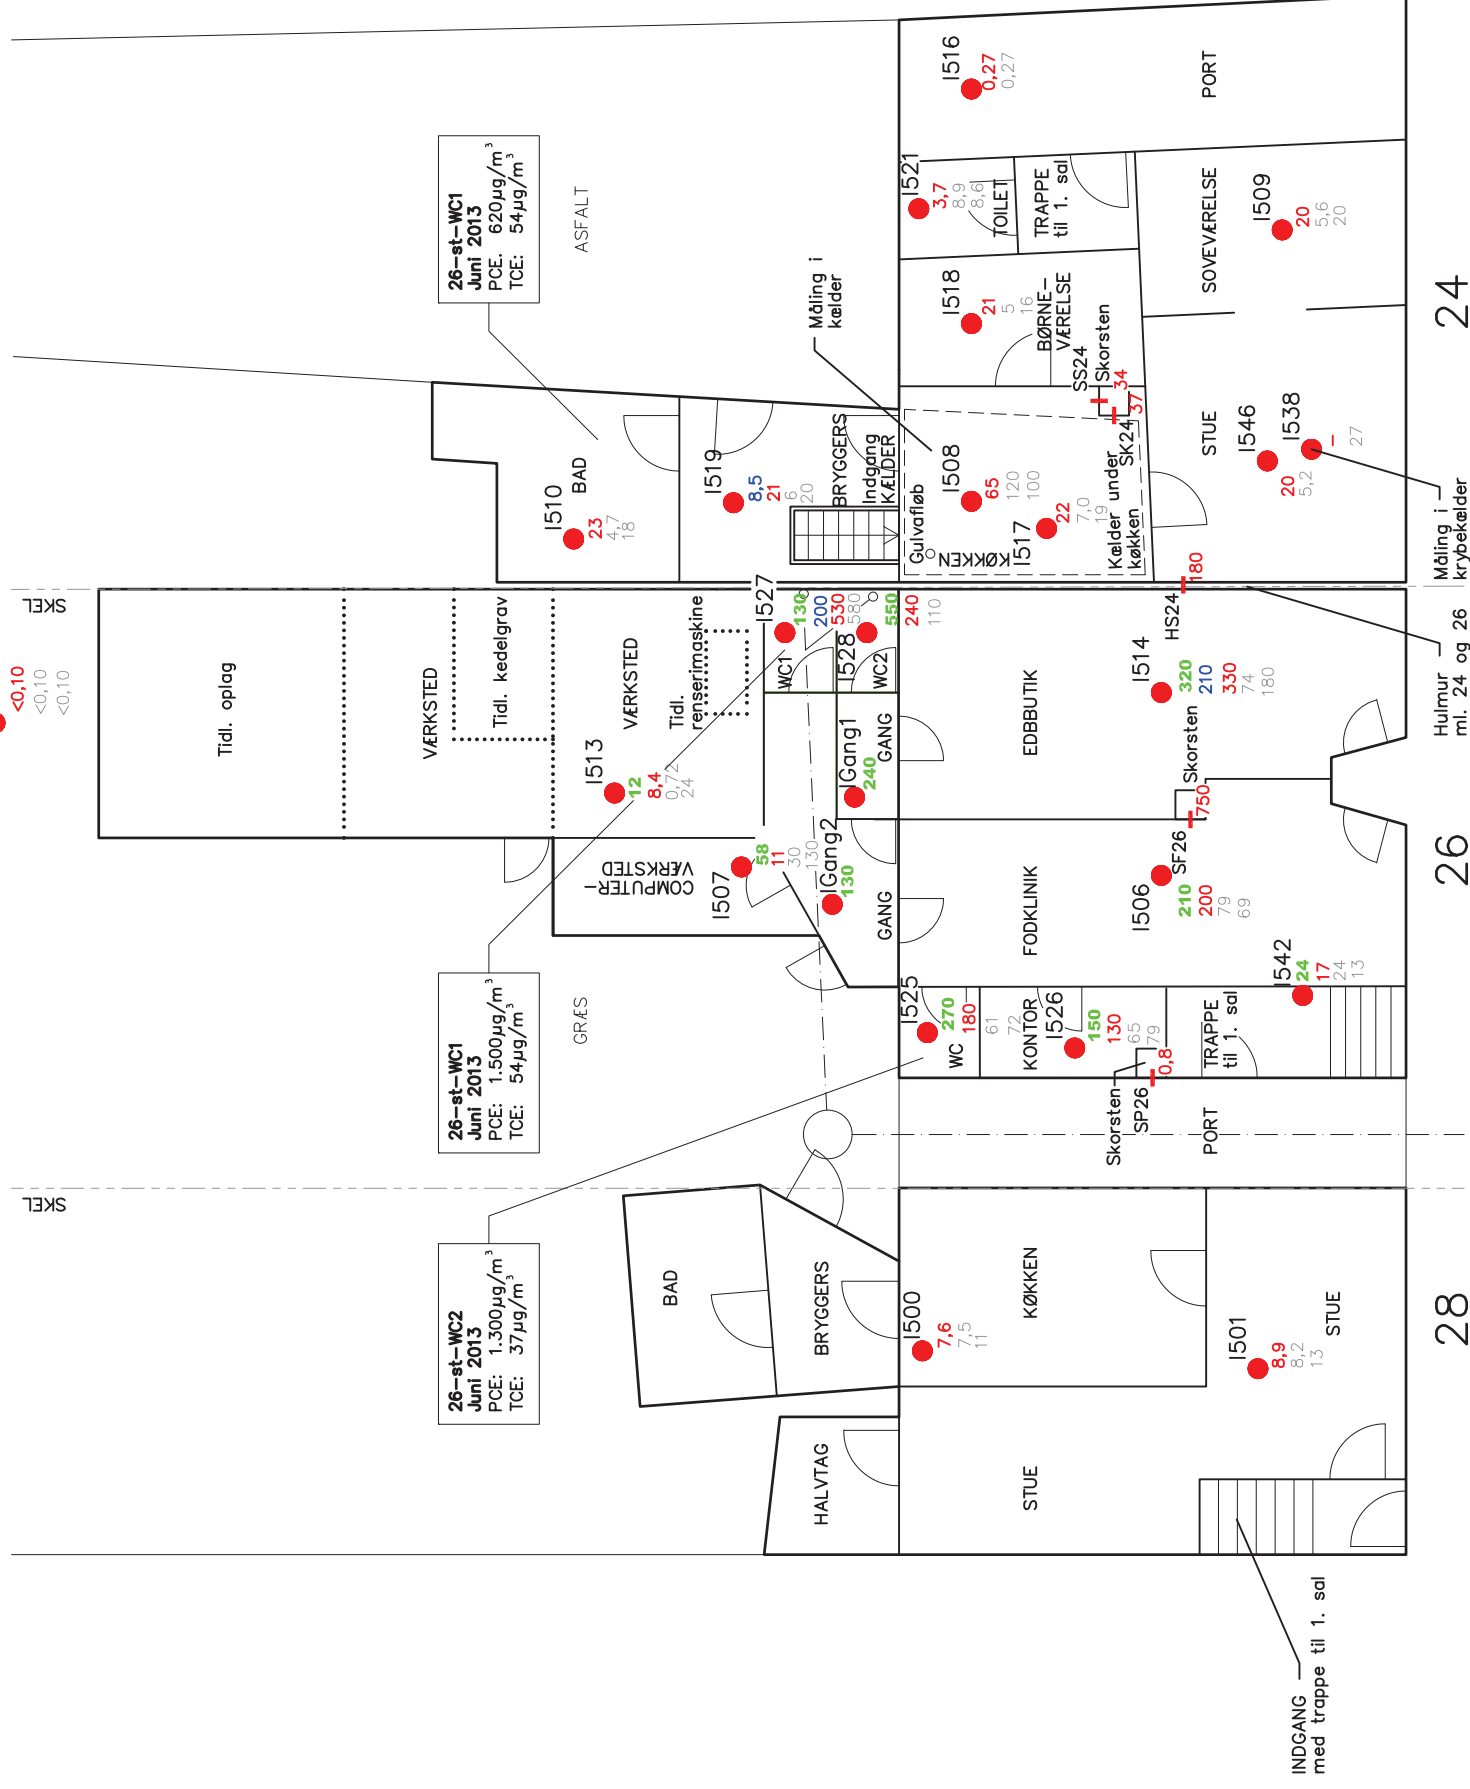 SKEL
SKEL
<0,10
<0,10
<0,10
Tidl. oplag
VÆRKSTED
Tidl. kedelgrav
VÆRKSTED
Tidl.
renserimaskine
I513
12
8,4
0,72
24
COMPUTER-
VÆRKSTED
I507
58
11
30
130
IGang2
130
GANG
IGang1
240
GANG
WC1
I527
130
200
530
580
I528
WC2
550
240
110
26-st-WC1
Juni 2013
PCE. 620µg/m³
TCE: 54µg/m³
ASFALT
26-st-WC1
Juni 2013
PCE: 1.500µg/m³
TCE: 54µg/m³
GRÆS
26-st-WC2
Juni 2013
PCE: 1.300µg/m³
TCE: 37µg/m³
I510
BAD
23
4,7
18
I519
8,5
21
6
20
BRYGGERS
Indgang
KÆLDER
Måling i
kælder
Gulvafløb
KØKKEN
I508
65
120
100
I517
22
7,0
19
Kælder under
køkken
I518
21
5
16
BØRNE-
VÆRELSE
SS24
Skorsten
34
37
SK24
I521
3,7
8,9
8,6
TOILET
TRAPPE
til 1. sal
I516
0,27
0,27
PORT
SOVEVÆRELSE
I509
20
5,6
20
STUE
I546
20
5,2
I538
-
27
Måling i
krybekælder
HS24
180
Hulmur
ml. 24 og 26
24
EDBBUTIK
I514
320
210
330
74
180
Skorsten
750
SF26
FODKLINIK
I506
210
200
79
69
I525
270
180
61
72
WC
KONTOR
I526
150
130
65
79
I542
24
17
24
13
TRAPPE
til 1. sal
Skorsten
SP26
0,8
PORT
26
BAD
BRYGGERS
HALVTAG
I500
7,6
7,5
11
KØKKEN
I501
8,9
8,2
13
STUE
STUE
INDGANG
med trappe til 1. sal
28